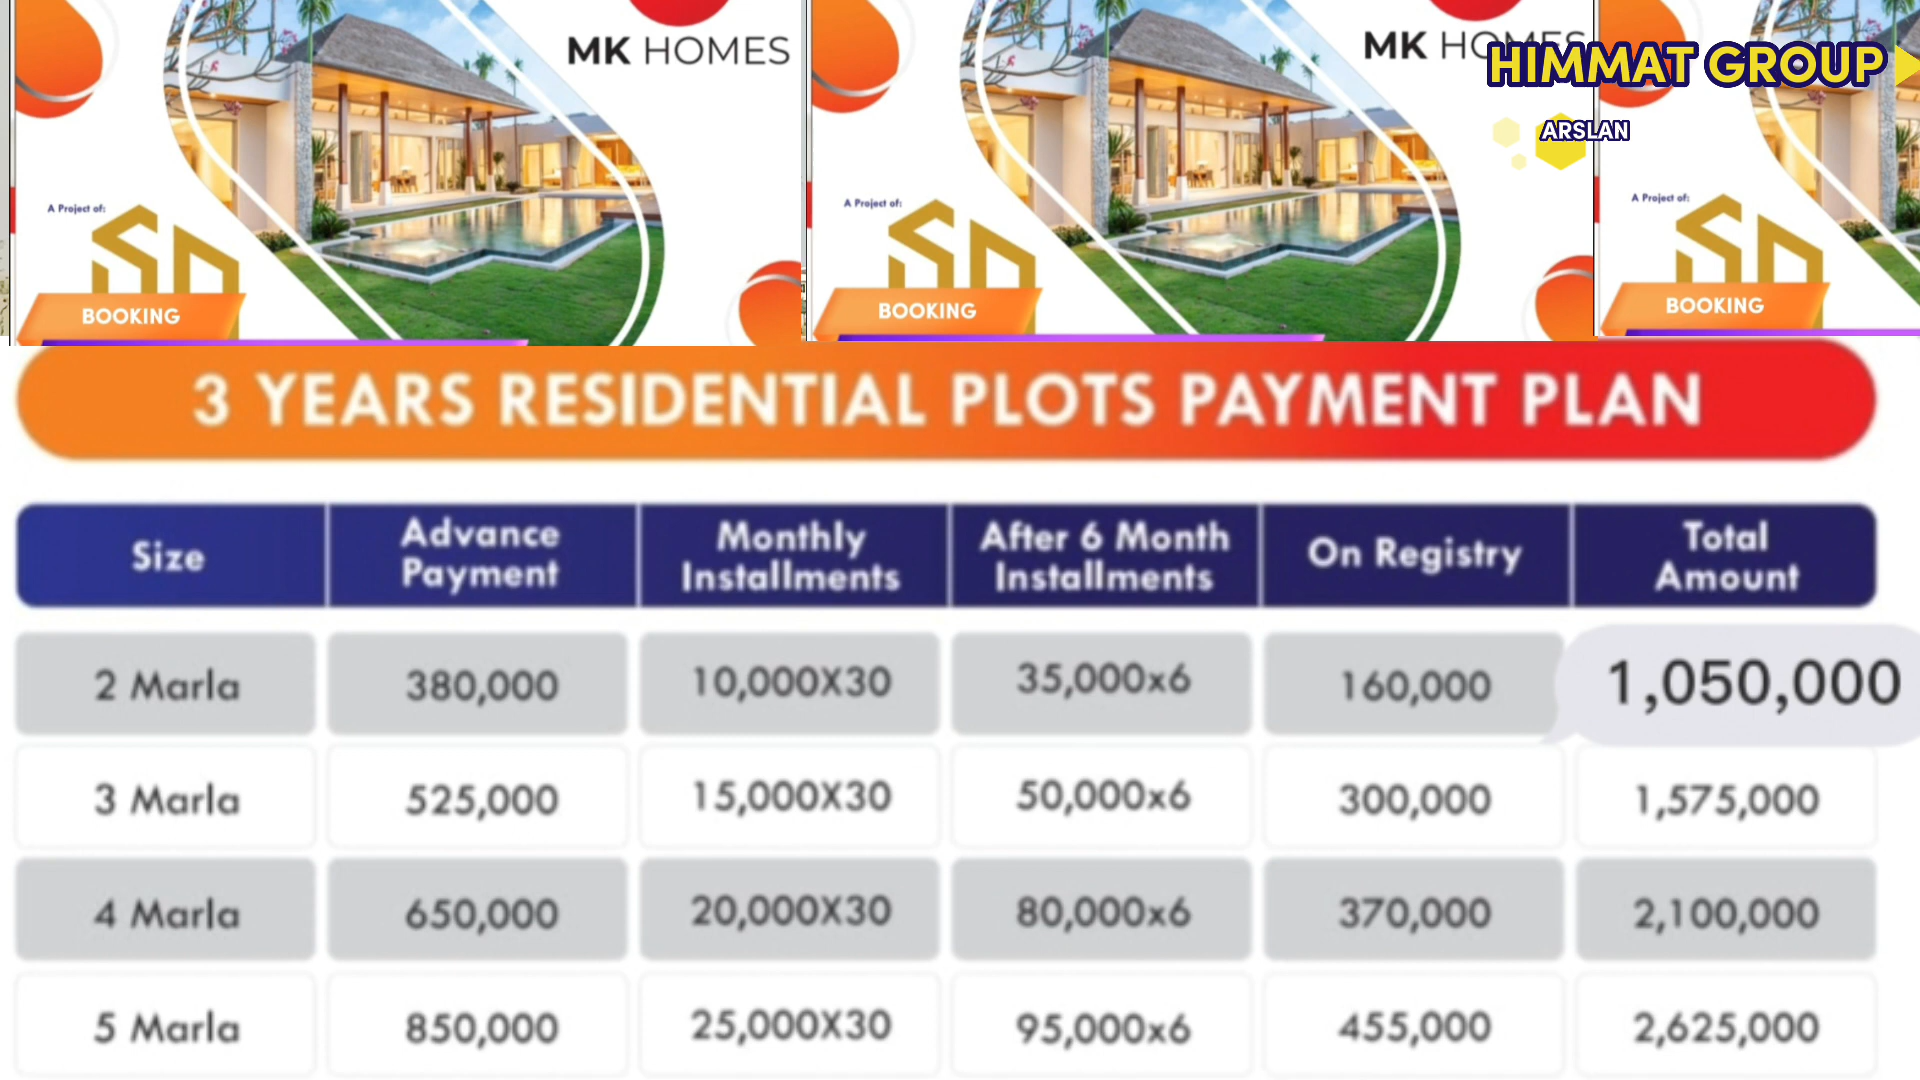 MK HOMES
A Project of:
BOOKING
MK HOMES
A Project of:
BOOKING
HIMMAT GROUP
ARSLAN
A Project of:
BOOKING
3 YEARS RESIDENTIAL PLOTS PAYMENT PLAN
Size Advance Payment Monthly Installments After 6 Month Installments On Registry Total Amount
2 Marla 380,000 10,000X30 35,000x6 160,000 1,050,000
3 Marla 525,000 15,000X30 50,000x6 300,000 1,575,000
4 Marla 650,000 20,000X30 80,000x6 370,000 2,100,000
5 Marla 850,000 25,000X30 95,000x6 455,000 2,625,000